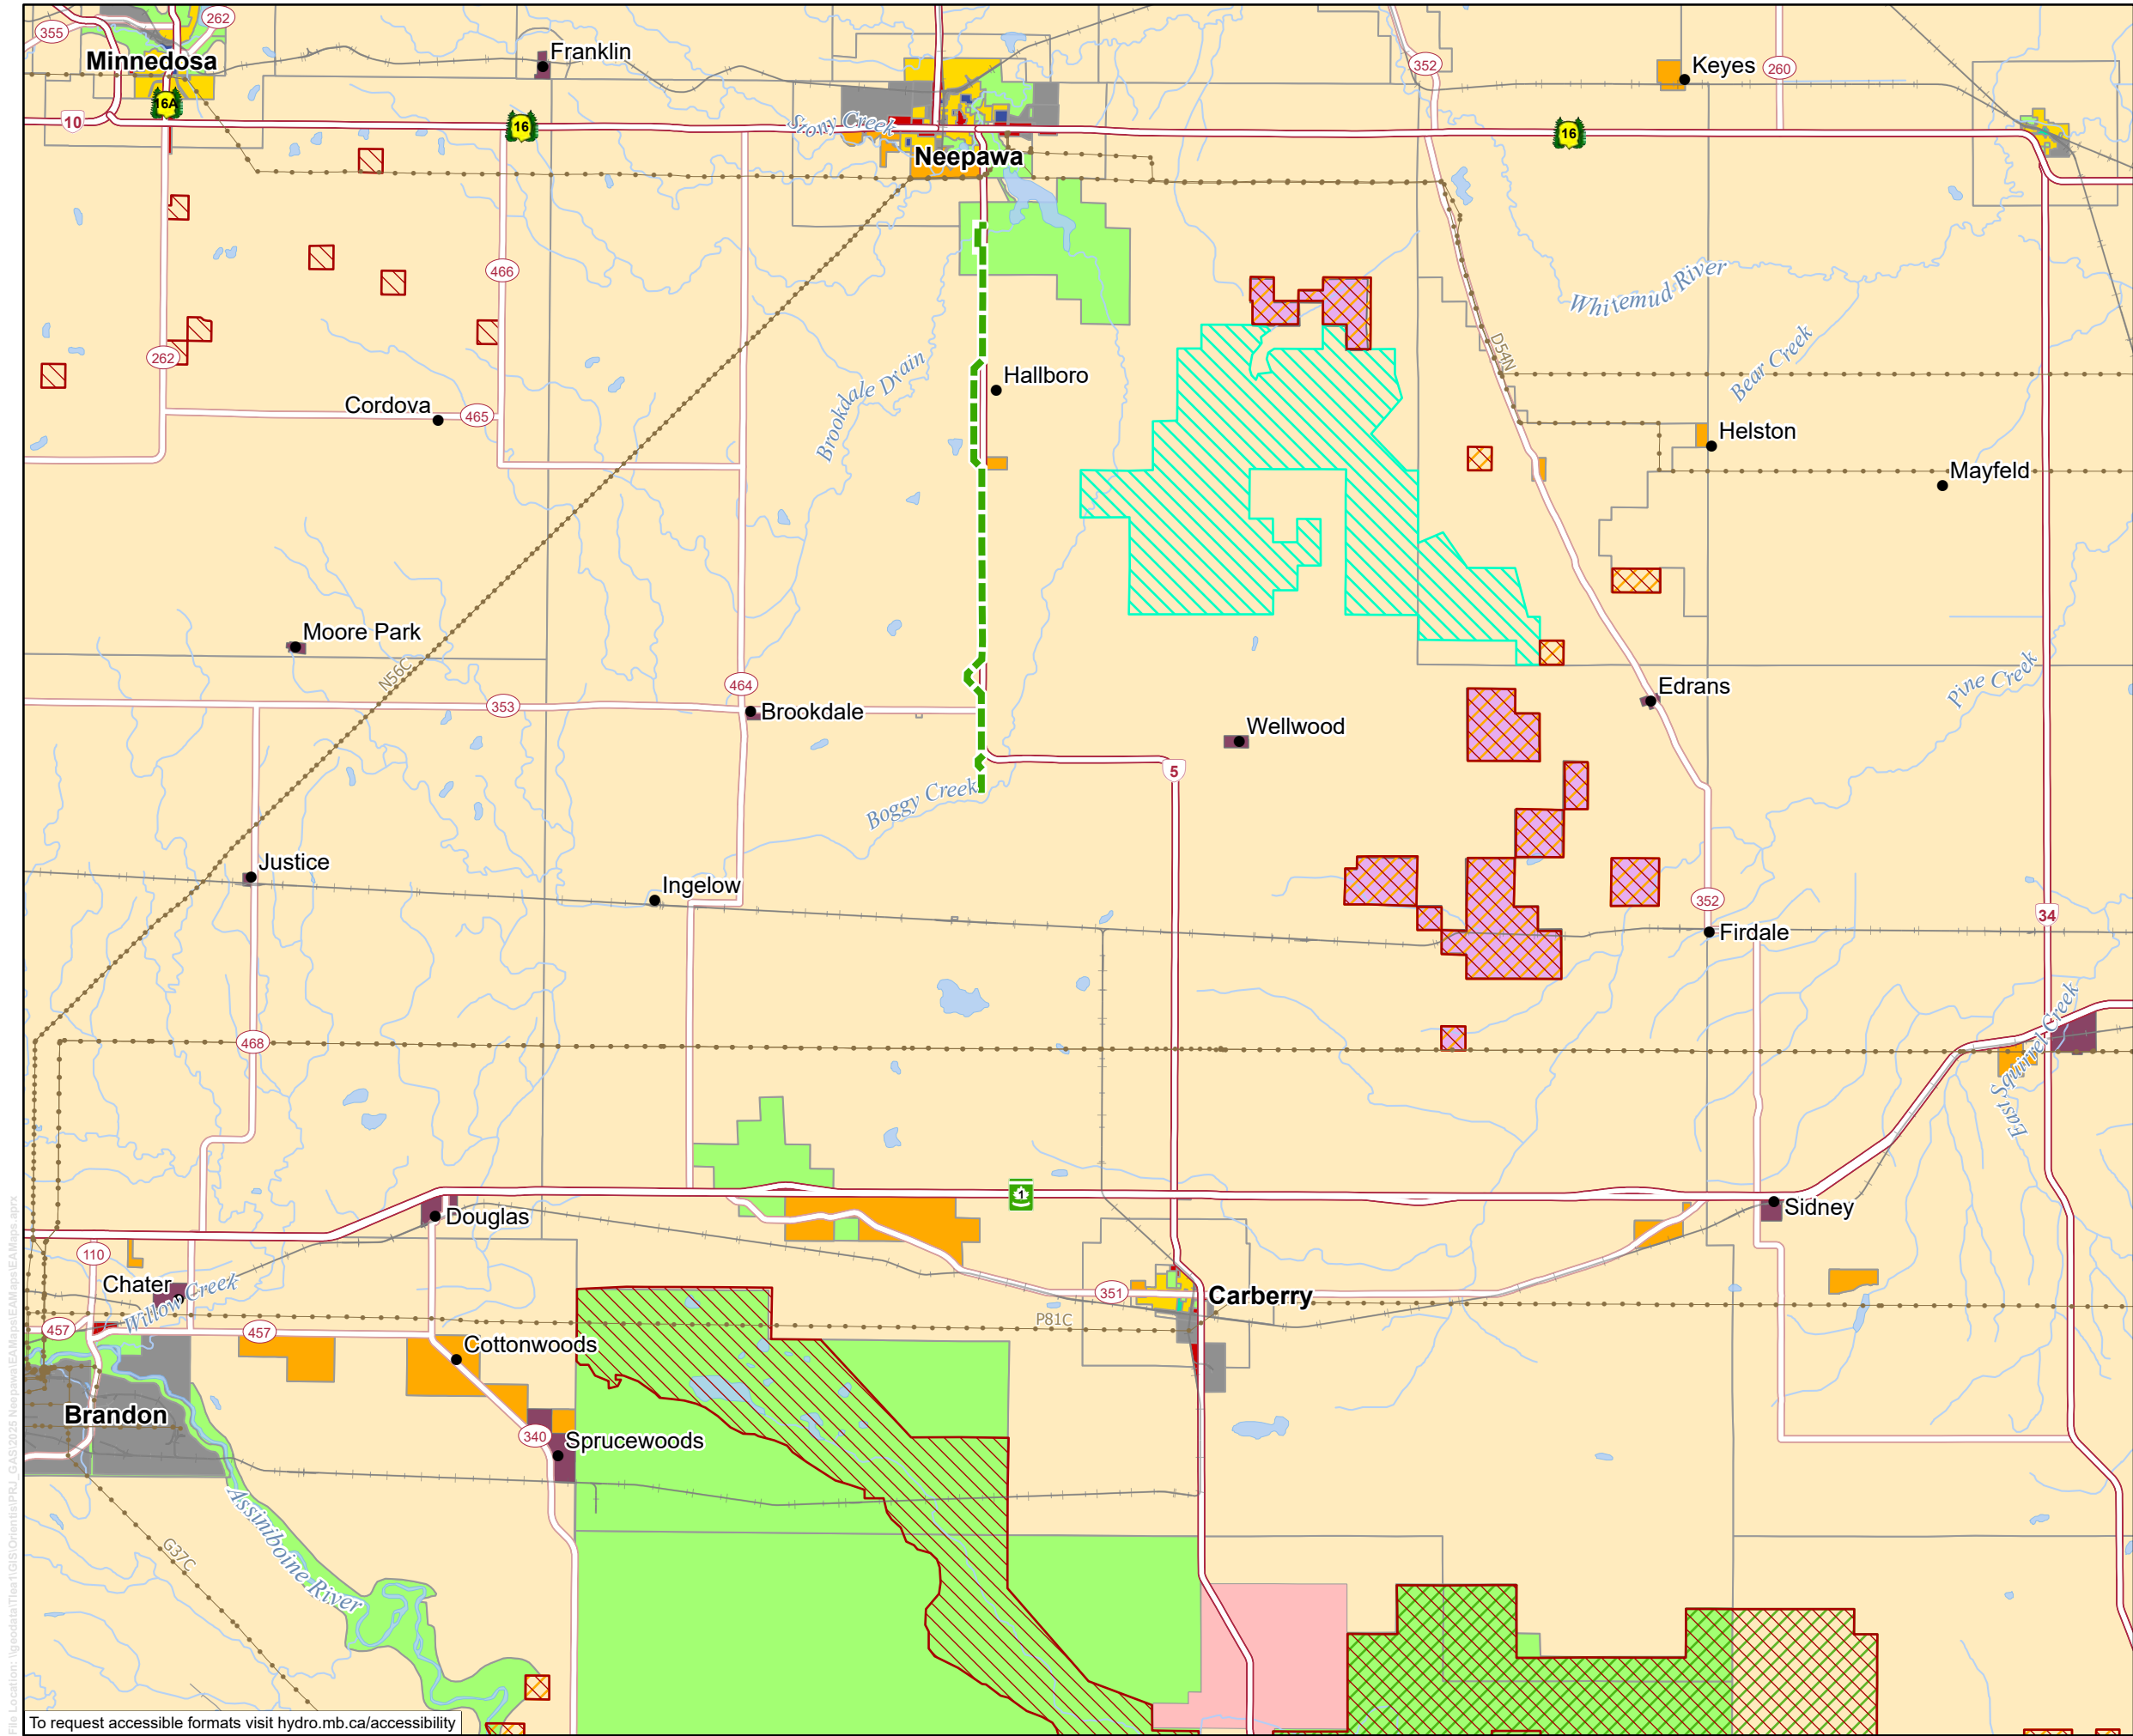 262
355
Minnedosa
Franklin
352
Keyes
260
16A
10
16
Stony Creek
16
Neepawa
466
Whitemud River
262
D54N
Bear Creek
Hallboro
Brookdale Drain
Cordova
465
Helston
Mayfeld
Moore Park
N56C
464
Edrans
Pine Creek
353
Brookdale
Wellwood
5
Boggy Creek
Justice
Ingelow
352
34
Firdale
468
East Squirrel Creek
1
Douglas
Sidney
110
Chater
Willow Creek
351
Carberry
457
457
P81C
Cottonwoods
Brandon
340
Sprucewoods
Assiniboine River
G37C
To request accessible formats visit hydro.mb.ca/accessibility